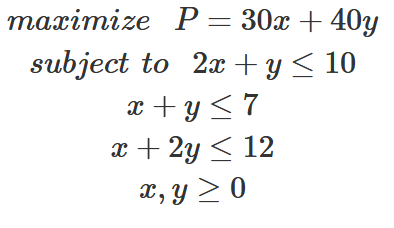 maximize P = 30x + 40y
subject to 2x + y ≤ 10
x + y ≤ 7
x + 2y ≤ 12
x, y ≥ 0